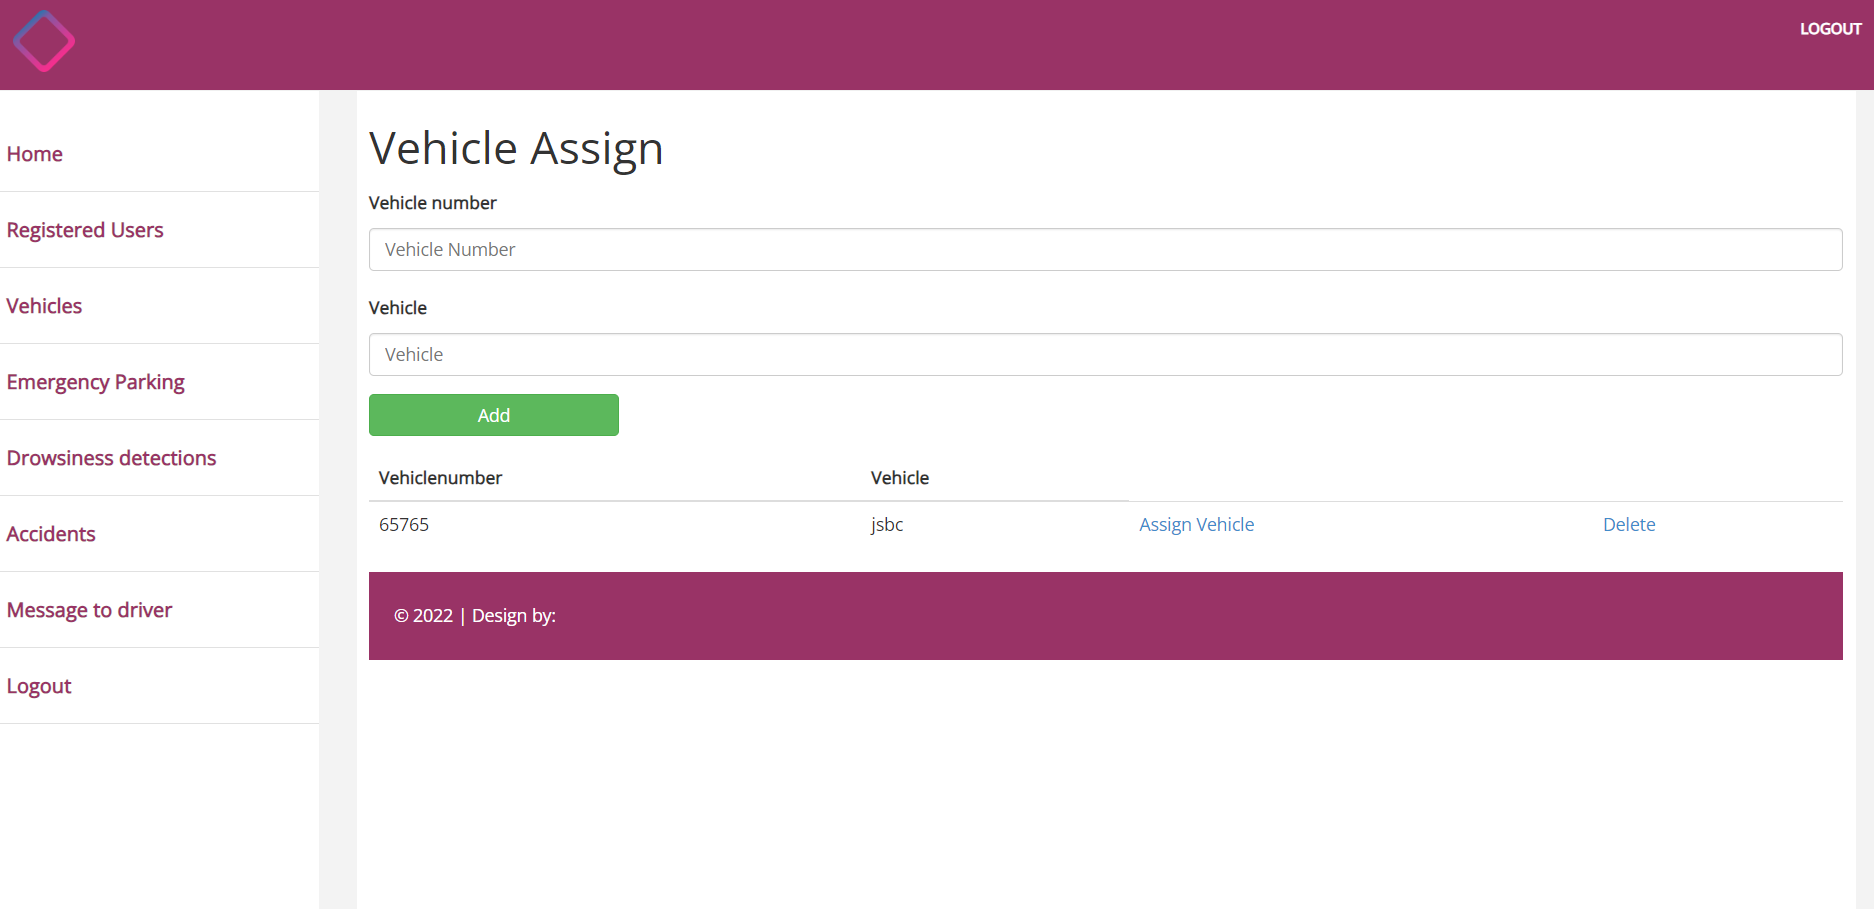 LOGOUT
Home
Registered Users
Vehicles
Emergency Parking
Drowsiness detections
Accidents
Message to driver
Logout
Vehicle Assign
Vehicle number
Vehicle Number
Vehicle
Vehicle
Add
Vehiclenumber Vehicle
65765 jsbc Assign Vehicle Delete
© 2022 | Design by: